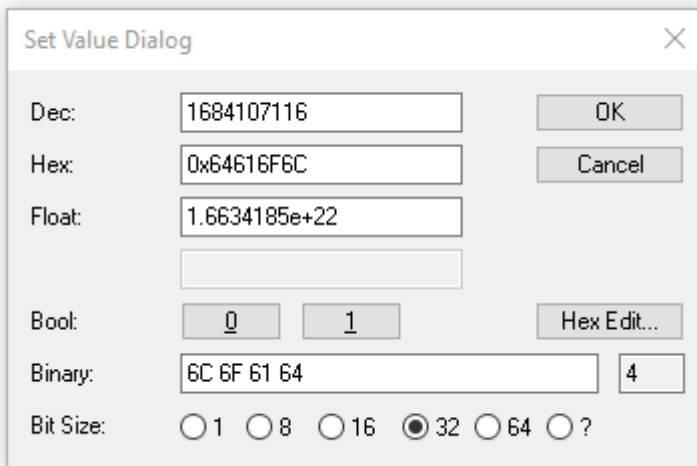 Set Value Dialog
Dec: 1684107116 OK
Hex: 0x64616F6C Cancel
Float: 1.6634185e+22
Bool: 0 1 Hex Edit...
Binary: 6C 6F 61 64 4
Bit Size: 1 8 16 32 64 ?